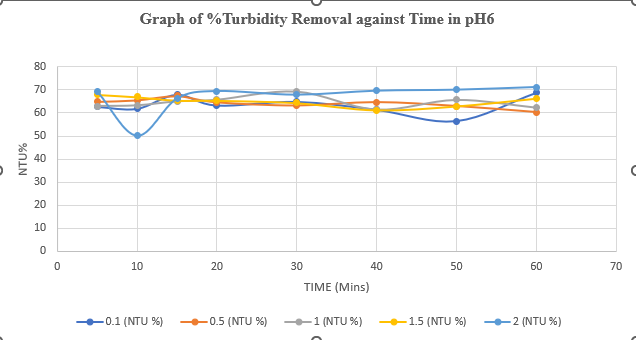 Graph of %Turbidity Removal against Time in pH6
80
70
60
50
40
30
20
10
0
NTU%
0 10 20 30 40 50 60 70
TIME (Mins)
0.1 (NTU %) 0.5 (NTU %) 1 (NTU %) 1.5 (NTU %) 2 (NTU %)